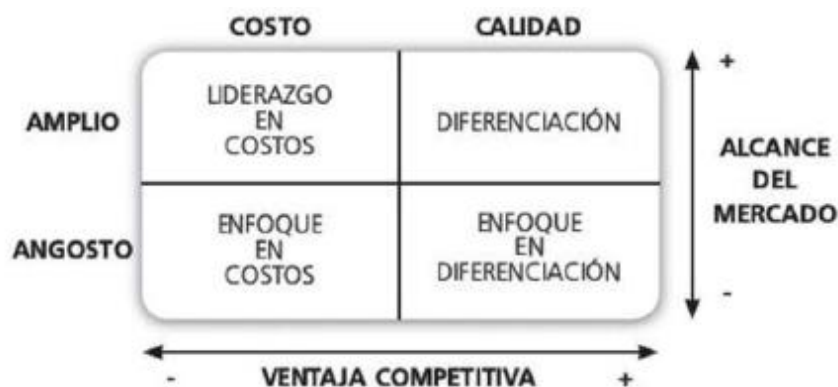 COSTO CALIDAD
AMPLIO
LIDERAZGO
EN
COSTOS
DIFERENCIACIÓN
+
ALCANCE
DEL
MERCADO
-
ANGOSTO
ENFOQUE
EN
COSTOS
ENFOQUE
EN
DIFERENCIACIÓN
- VENTAJA COMPETITIVA +